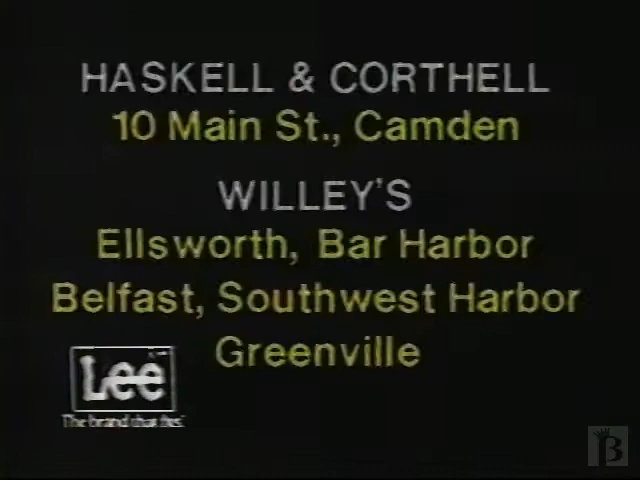 HASKELL & CORTHELL
10 Main St., Camden
WILLEY'S
Ellsworth, Bar Harbor
Belfast, Southwest Harbor
Greenville
Lee
The brand that fits.
B